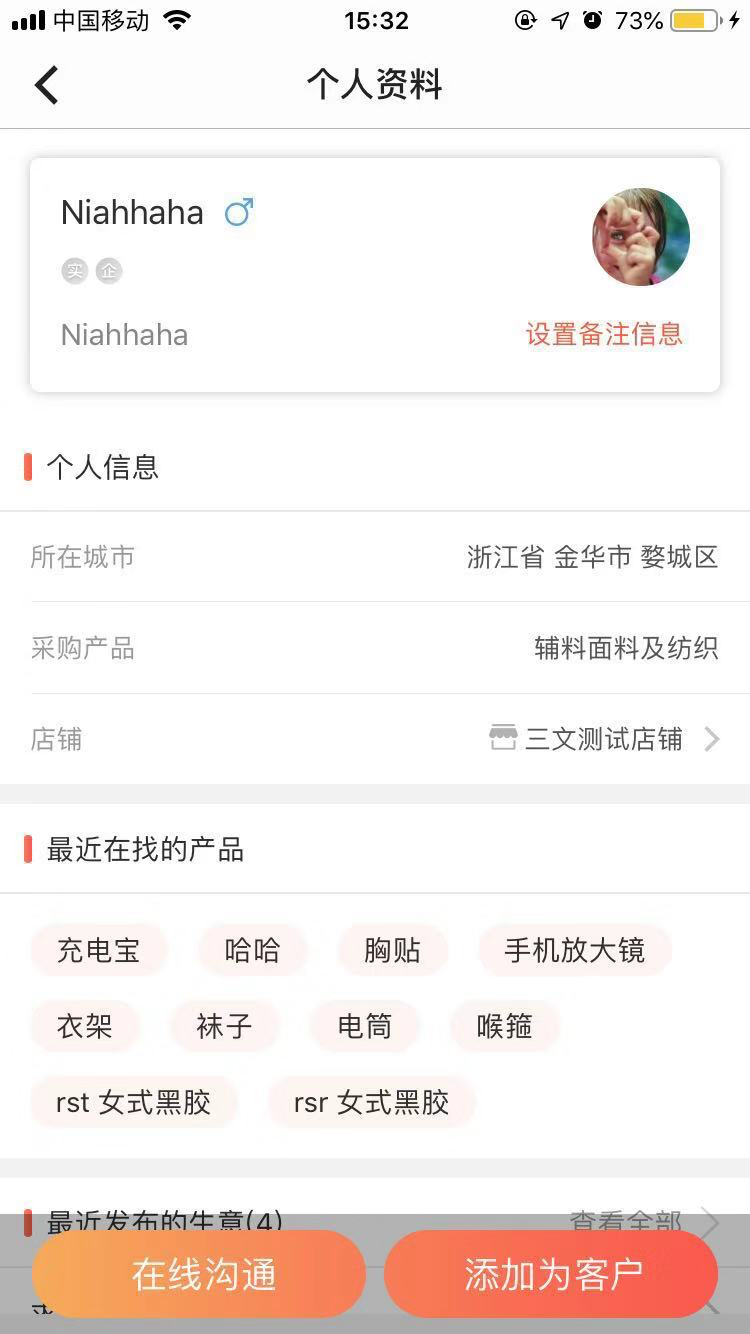 中国移动 15:32 73%
个人资料
Niahhaha
实 企
Niahhaha 设置备注信息
个人信息
所在城市 浙江省 金华市 婺城区
采购产品 辅料面料及纺织
店铺 三文测试店铺
最近在找的产品
充电宝 哈哈 胸贴 手机放大镜
衣架 袜子 电筒 喉箍
rst 女式黑胶 rsr 女式黑胶
最近发布的生意(4) 查看全部
在线沟通 添加为客户